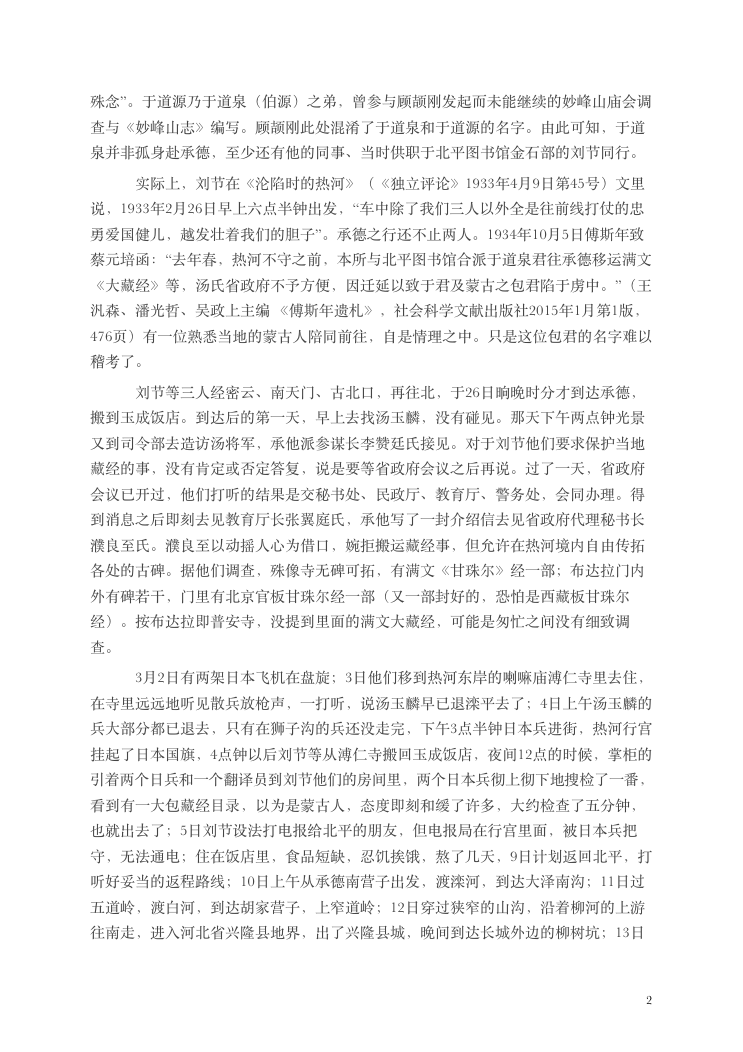 殊念”。于道源乃于道泉（伯源）之弟，曾参与顾颉刚发起而未能继续的妙峰山庙会调
查与《妙峰山志》编写。顾颉刚此处混淆了于道泉和于道源的名字。由此可知，于道
泉并非孤身赴承德，至少还有他的同事、当时供职于北平图书馆金石部的刘节同行。
实际上，刘节在《沦陷时的热河》（《独立评论》1933年4月9日第45号）文里
说，1933年2月26日早上六点半钟出发，“车中除了我们三人以外全是往前线打仗的忠
勇爱国健儿，越发壮着我们的胆子”。承德之行还不止两人。1934年10月5日傅斯年致
蔡元培函：“去年春，热河不守之前，本所与北平图书馆合派于道泉君往承德移运满文
《大藏经》等，汤氏省政府不予方便，因迁延以致于君及蒙古之包君陷于虏中。”（王
汎森、潘光哲、吴政上主编 《傅斯年遗札》，社会科学文献出版社2015年1月第1版，
476页）有一位熟悉当地的蒙古人陪同前往，自是情理之中。只是这位包君的名字难以
稽考了。
刘节等三人经密云、南天门、古北口，再往北，于26日晌晚时分才到达承德，
搬到玉成饭店。到达后的第一天，早上去找汤玉麟，没有碰见。那天下午两点钟光景
又到司令部去造访汤将军，承他派参谋长李赞廷氏接见。对于刘节他们要求保护当地
藏经的事，没有肯定或否定答复，说是要等省政府会议之后再说。过了一天，省政府
会议已开过，他们打听的结果是交秘书处、民政厅、教育厅、警务处，会同办理。得
到消息之后即刻去见教育厅长张翼庭氏，承他写了一封介绍信去见省政府代理秘书长
濮良至氏。濮良至以动摇人心为借口，婉拒搬运藏经事，但允许在热河境内自由传拓
各处的古碑。据他们调查，殊像寺无碑可拓，有满文《甘珠尔》经一部；布达拉门内
外有碑若干，门里有北京官板甘珠尔经一部（又一部封好的，恐怕是西藏板甘珠尔
经）。按布达拉即普安寺，没提到里面的满文大藏经，可能是匆忙之间没有细致调
查。
3月2日有两架日本飞机在盘旋；3日他们移到热河东岸的喇嘛庙溥仁寺里去住，
在寺里远远地听见散兵放枪声，一打听，说汤玉麟早已退滦平去了；4日上午汤玉麟的
兵大部分都已退去，只有在狮子沟的兵还没走完，下午3点半钟日本兵进街，热河行宫
挂起了日本国旗，4点钟以后刘节等从溥仁寺搬回玉成饭店，夜间12点的时候，掌柜的
引着两个日兵和一个翻译员到刘节他们的房间里，两个日本兵彻上彻下地搜检了一番，
看到有一大包藏经目录，以为是蒙古人，态度即刻和缓了许多，大约检查了五分钟，
也就出去了；5日刘节设法打电报给北平的朋友，但电报局在行宫里面，被日本兵把
守，无法通电；住在饭店里，食品短缺，忍饥挨饿，熬了几天，9日计划返回北平，打
听好妥当的返程路线；10日上午从承德南营子出发，渡滦河，到达大泽南沟；11日过
五道岭，渡白河，到达胡家营子，上窄道岭；12日穿过狭窄的山沟，沿着柳河的上游
往南走，进入河北省兴隆县地界，出了兴隆县城，晚间到达长城外边的柳树坑；13日
2